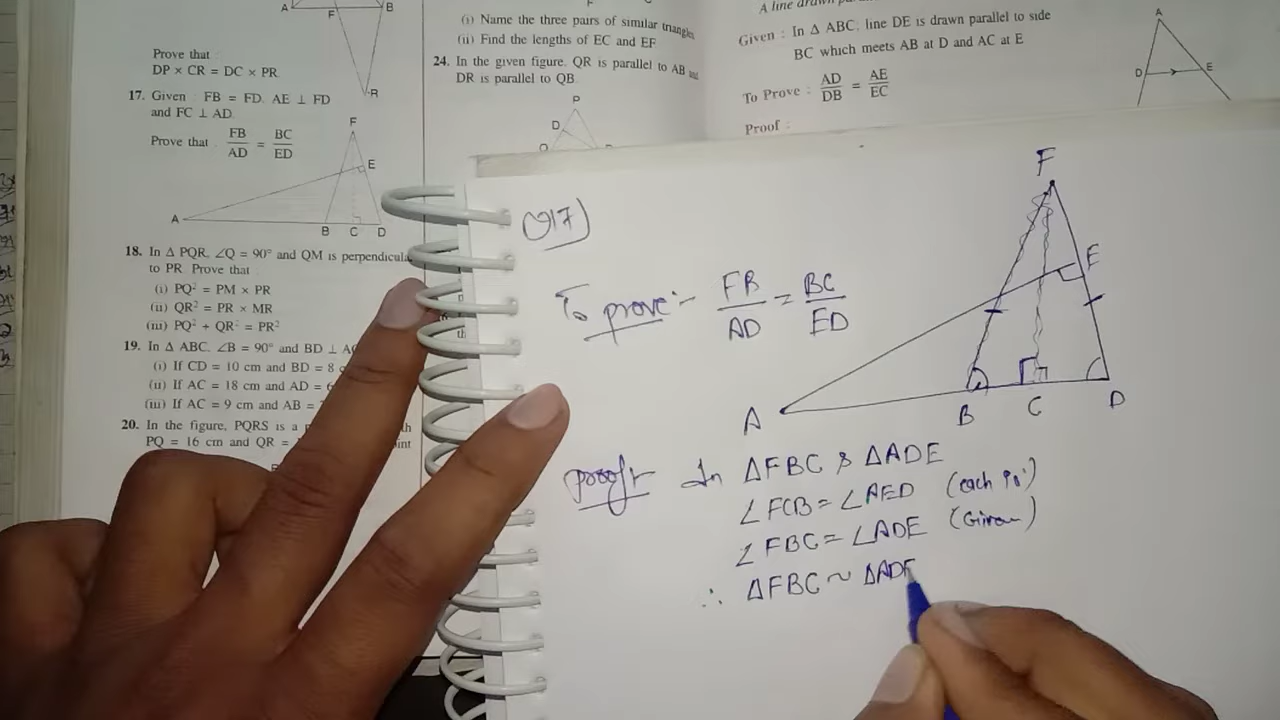 A F B
R
Prove that
DP × CR = DC × PR
17. Given FB = FD, AE ⊥ FD
and FC ⊥ AD.
Prove that FB/AD = BC/ED
F
E
A
B C D
18. In Δ PQR, ∠Q = 90° and QM is perpendicular
to PR. Prove that
(i) PQ² = PM × PR
(ii) QR² = PR × MR
(iii) PQ² + QR² = PR²
19. In Δ ABC, ∠B = 90° and BD ⊥ A
(i) If CD = 10 cm and BD = 8
(ii) If AC = 18 cm and AD =
(iii) If AC = 9 cm and AB =
20. In the figure, PQRS is a
PQ = 16 cm and QR =
(i) Name the three pairs of similar triangles
(ii) Find the lengths of EC and EF
24. In the given figure, QR is parallel to AB and
DR is parallel to QB.
P
D
Q
A line drawn
Given : In Δ ABC, line DE is drawn parallel to side
BC which meets AB at D and AC at E
To Prove : AD/DB = AE/EC
Proof :
A
D E
Q17)
To prove:- FB/AD = BC/ED
F
E
A
B C D
Proof:- In ΔFBC & ΔADE
∠FCB = ∠AED (each 90°)
∠FBC = ∠ADE (Given)
∴ ΔFBC ~ ΔADE